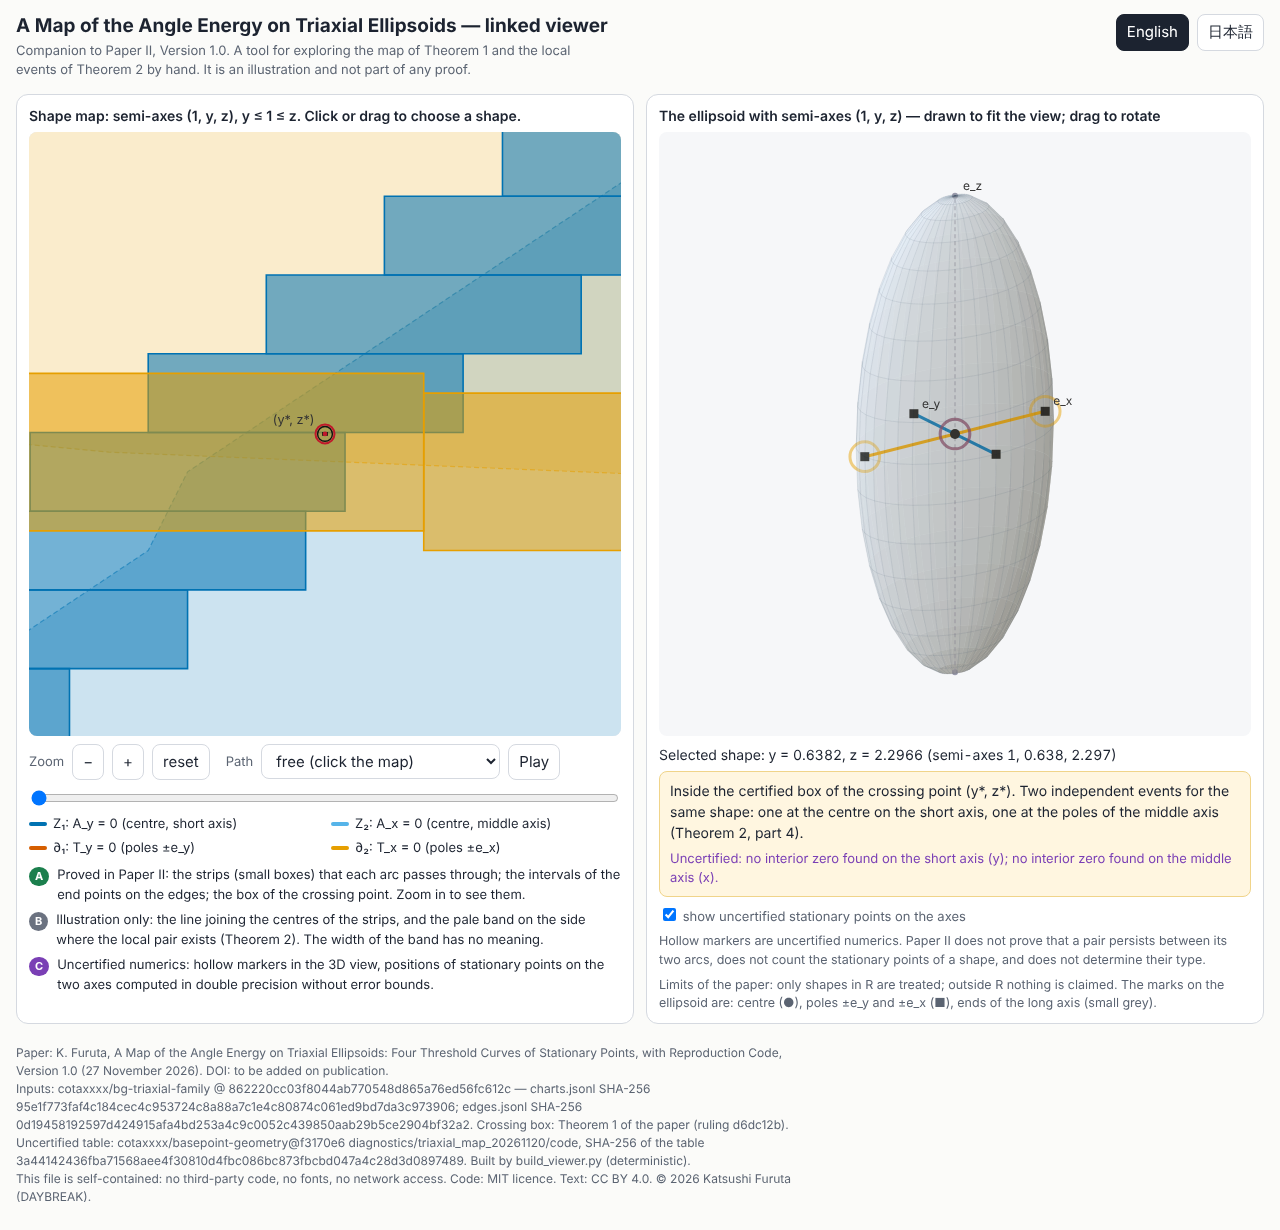 A Map of the Angle Energy on Triaxial Ellipsoids — linked viewer
Companion to Paper II, Version 1.0. A tool for exploring the map of Theorem 1 and the local
events of Theorem 2 by hand. It is an illustration and not part of any proof.
English
日本語
Shape map: semi-axes (1, y, z), y ≤ 1 ≤ z. Click or drag to choose a shape.
(y*, z*)
Zoom
−
+
reset
Path
free (click the map)
Play
Z₁: A_y = 0 (centre, short axis)
Z₂: A_x = 0 (centre, middle axis)
∂₁: T_y = 0 (poles ±e_y)
∂₂: T_x = 0 (poles ±e_x)
A
Proved in Paper II: the strips (small boxes) that each arc passes through; the intervals of the
end points on the edges; the box of the crossing point. Zoom in to see them.
B
Illustration only: the line joining the centres of the strips, and the pale band on the side
where the local pair exists (Theorem 2). The width of the band has no meaning.
C
Uncertified numerics: hollow markers in the 3D view, positions of stationary points on the
two axes computed in double precision without error bounds.
The ellipsoid with semi-axes (1, y, z) — drawn to fit the view; drag to rotate
e_z
e_y
e_x
Selected shape: y = 0.6382, z = 2.2966 (semi-axes 1, 0.638, 2.297)
Inside the certified box of the crossing point (y*, z*). Two independent events for the
same shape: one at the centre on the short axis, one at the poles of the middle axis
(Theorem 2, part 4).
Uncertified: no interior zero found on the short axis (y); no interior zero found on the middle
axis (x).
show uncertified stationary points on the axes
Hollow markers are uncertified numerics. Paper II does not prove that a pair persists between its
two arcs, does not count the stationary points of a shape, and does not determine their type.
Limits of the paper: only shapes in R are treated; outside R nothing is claimed. The marks on the
ellipsoid are: centre (●), poles ±e_y and ±e_x (■), ends of the long axis (small grey).
Paper: K. Furuta, A Map of the Angle Energy on Triaxial Ellipsoids: Four Threshold Curves of Stationary Points, with Reproduction Code,
Version 1.0 (27 November 2026). DOI: to be added on publication.
Inputs: cotaxxxx/bg-triaxial-family @ 862220cc03f8044ab770548d865a76ed56fc612c — charts.jsonl SHA-256
95e1f773faf4c184cec4c953724c8a88a7c1e4c80874c061ed9bd7da3c973906; edges.jsonl SHA-256
0d19458192597d424915afa4bd253a4c9c0052c439850aab29b5ce2904bf32a2. Crossing box: Theorem 1 of the paper (ruling d6dc12b).
Uncertified table: cotaxxxx/basepoint-geometry@f3170e6 diagnostics/triaxial_map_20261120/code, SHA-256 of the table
3a44142436fba71568aee4f30810d4fbc086bc873fbcbd047a4c28d3d0897489. Built by build_viewer.py (deterministic).
This file is self-contained: no third-party code, no fonts, no network access. Code: MIT licence. Text: CC BY 4.0. © 2026 Katsushi Furuta
(DAYBREAK).